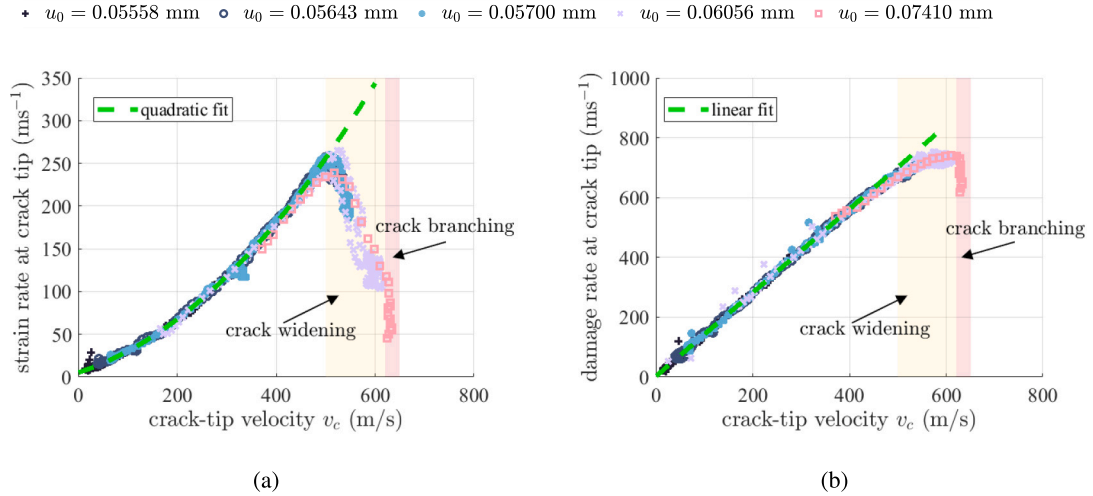 u₀ = 0.05558 mm u₀ = 0.05643 mm u₀ = 0.05700 mm u₀ = 0.06056 mm u₀ = 0.07410 mm
strain rate at crack tip (ms⁻¹)
350
300
250
200
150
100
50
0
quadratic fit
crack branching
crack widening
0 200 400 600 800
crack-tip velocity v_c (m/s)
(a)
damage rate at crack tip (ms⁻¹)
1000
800
600
400
200
0
linear fit
crack branching
crack widening
0 200 400 600 800
crack-tip velocity v_c (m/s)
(b)